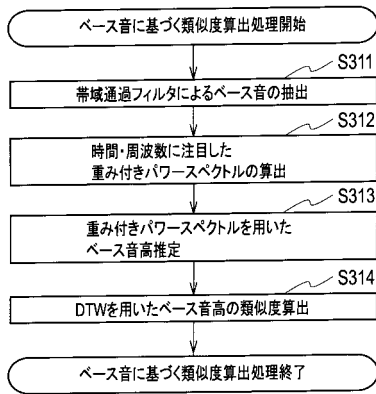 ベース音に基づく類似度算出処理開始
S311
帯域通過フィルタによるベース音の抽出
S312
時間・周波数に注目した
重み付きパワースペクトルの算出
S313
重み付きパワースペクトルを用いた
ベース音高推定
S314
DTWを用いたベース音高の類似度算出
ベース音に基づく類似度算出処理終了